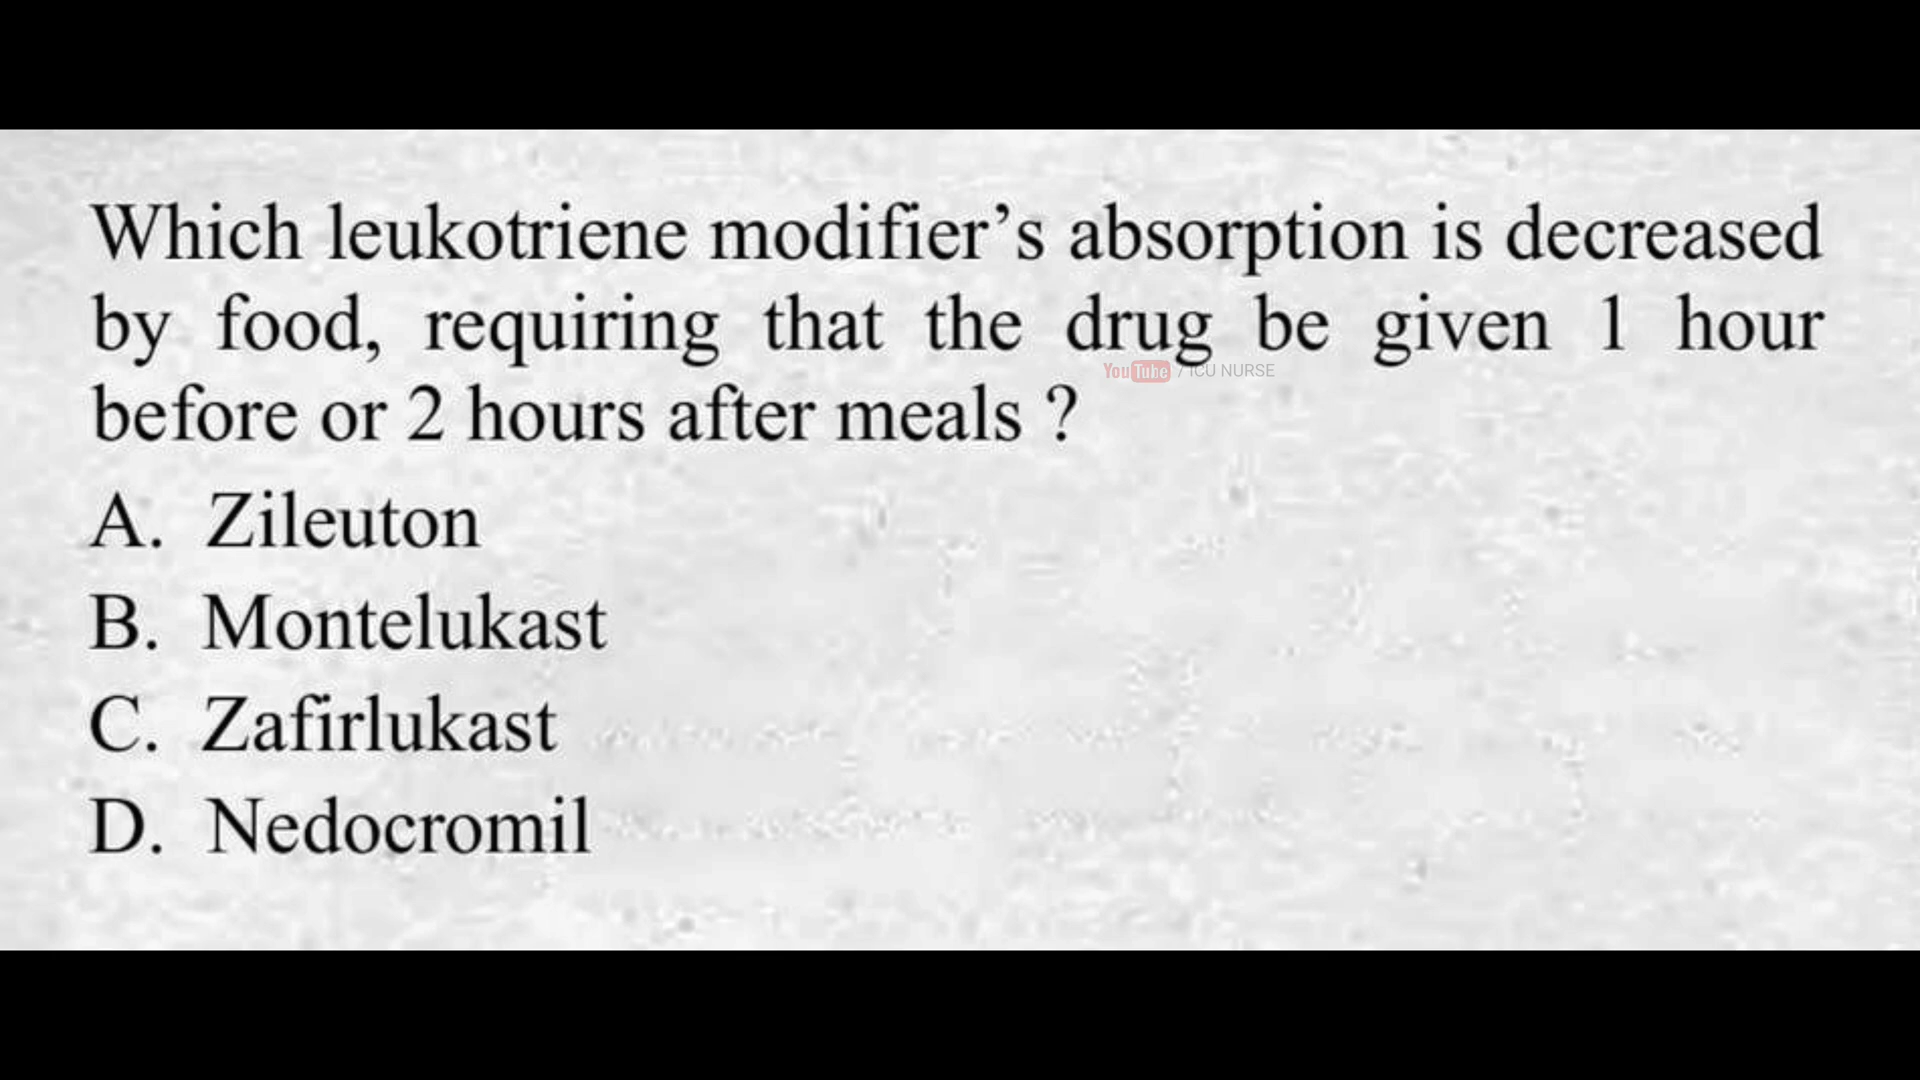 Which leukotriene modifier’s absorption is decreased
by food, requiring that the drug be given 1 hour
YouTube / ICU NURSE
before or 2 hours after meals ?
A. Zileuton
B. Montelukast
C. Zafirlukast
D. Nedocromil